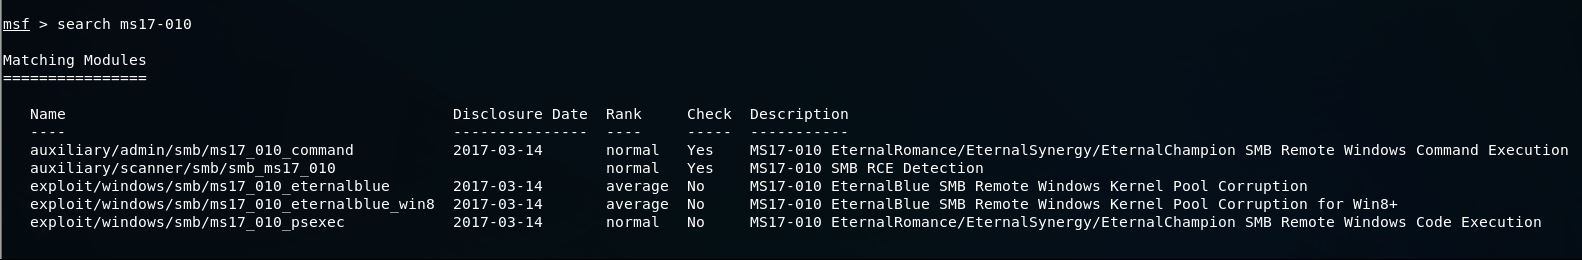 msf > search ms17-010
Matching Modules
================
Name Disclosure Date Rank Check Description
---- --------------- ---- ----- -----------
auxiliary/admin/smb/ms17_010_command 2017-03-14 normal Yes MS17-010 EternalRomance/EternalSynergy/EternalChampion SMB Remote Windows Command Execution
auxiliary/scanner/smb/smb_ms17_010 normal Yes MS17-010 SMB RCE Detection
exploit/windows/smb/ms17_010_eternalblue 2017-03-14 average No MS17-010 EternalBlue SMB Remote Windows Kernel Pool Corruption
exploit/windows/smb/ms17_010_eternalblue_win8 2017-03-14 average No MS17-010 EternalBlue SMB Remote Windows Kernel Pool Corruption for Win8+
exploit/windows/smb/ms17_010_psexec 2017-03-14 normal No MS17-010 EternalRomance/EternalSynergy/EternalChampion SMB Remote Windows Code Execution